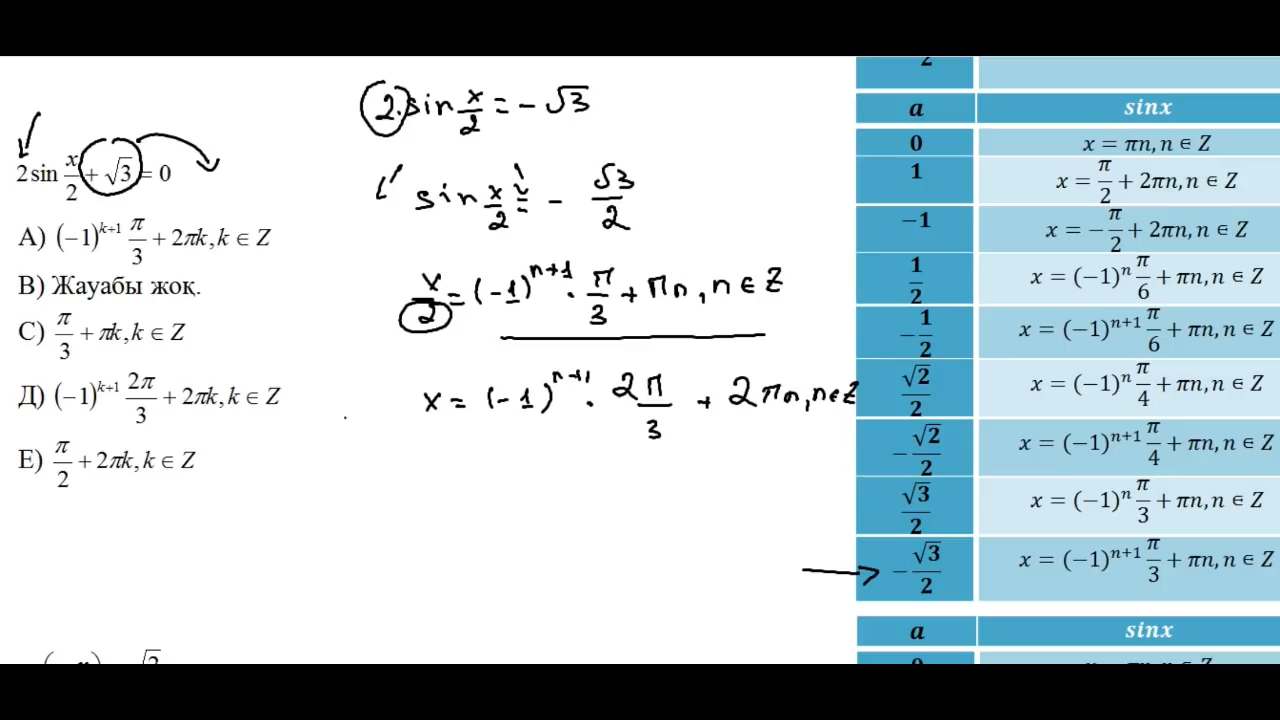 2sin x/2 + √3 = 0
A) (−1)^(k+1) π/3 + 2πk, k ∈ Z
В) Жауабы жоқ.
С) π/3 + πk, k ∈ Z
Д) (−1)^(k+1) 2π/3 + 2πk, k ∈ Z
Е) π/2 + 2πk, k ∈ Z
2·sin x/2 = −√3
sin x/2 = − √3/2
x/2 = (−1)^(n+1) · π/3 + πn, n ∈ Z
x = (−1)^(n+1) · 2π/3 + 2πn, n ∈ Z
2
a sinx
0 x = πn, n ∈ Z
1 x = π/2 + 2πn, n ∈ Z
−1 x = −π/2 + 2πn, n ∈ Z
1/2 x = (−1)^n π/6 + πn, n ∈ Z
−1/2 x = (−1)^(n+1) π/6 + πn, n ∈ Z
√2/2 x = (−1)^n π/4 + πn, n ∈ Z
−√2/2 x = (−1)^(n+1) π/4 + πn, n ∈ Z
√3/2 x = (−1)^n π/3 + πn, n ∈ Z
−√3/2 x = (−1)^(n+1) π/3 + πn, n ∈ Z
a sinx